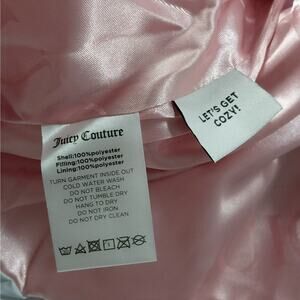 Juicy Couture
Shell:100%polyester
Filling:100%polyester
Lining:100%polyester
TURN GARMENT INSIDE OUT
COLD WATER WASH
DO NOT BLEACH
DO NOT TUMBLE DRY
HANG TO DRY
DO NOT IRON
DO NOT DRY CLEAN
LET'S GET
COZY!